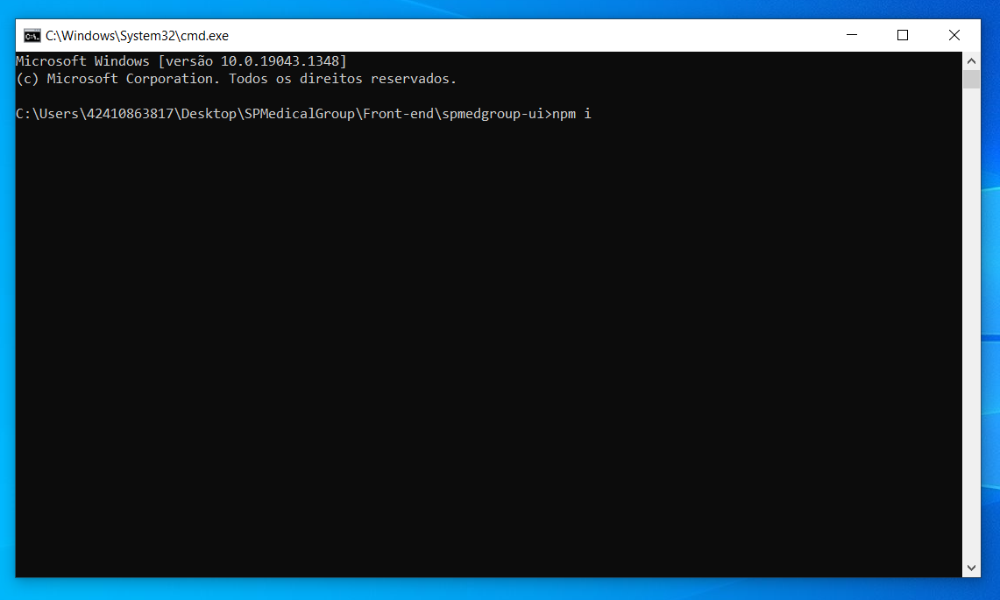 C:\Windows\System32\cmd.exe
Microsoft Windows [versão 10.0.19043.1348]
(c) Microsoft Corporation. Todos os direitos reservados.
C:\Users\42410863817\Desktop\SPMedicalGroup\Front-end\spmedgroup-ui>npm i